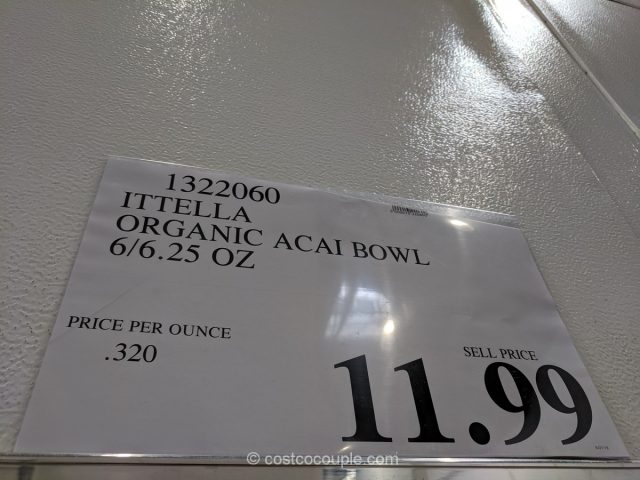 1322060
ITTELLA
ORGANIC ACAI BOWL
6/6.25 OZ
PRICE PER OUNCE
.320
SELL PRICE
11.99
© costcocouple.com